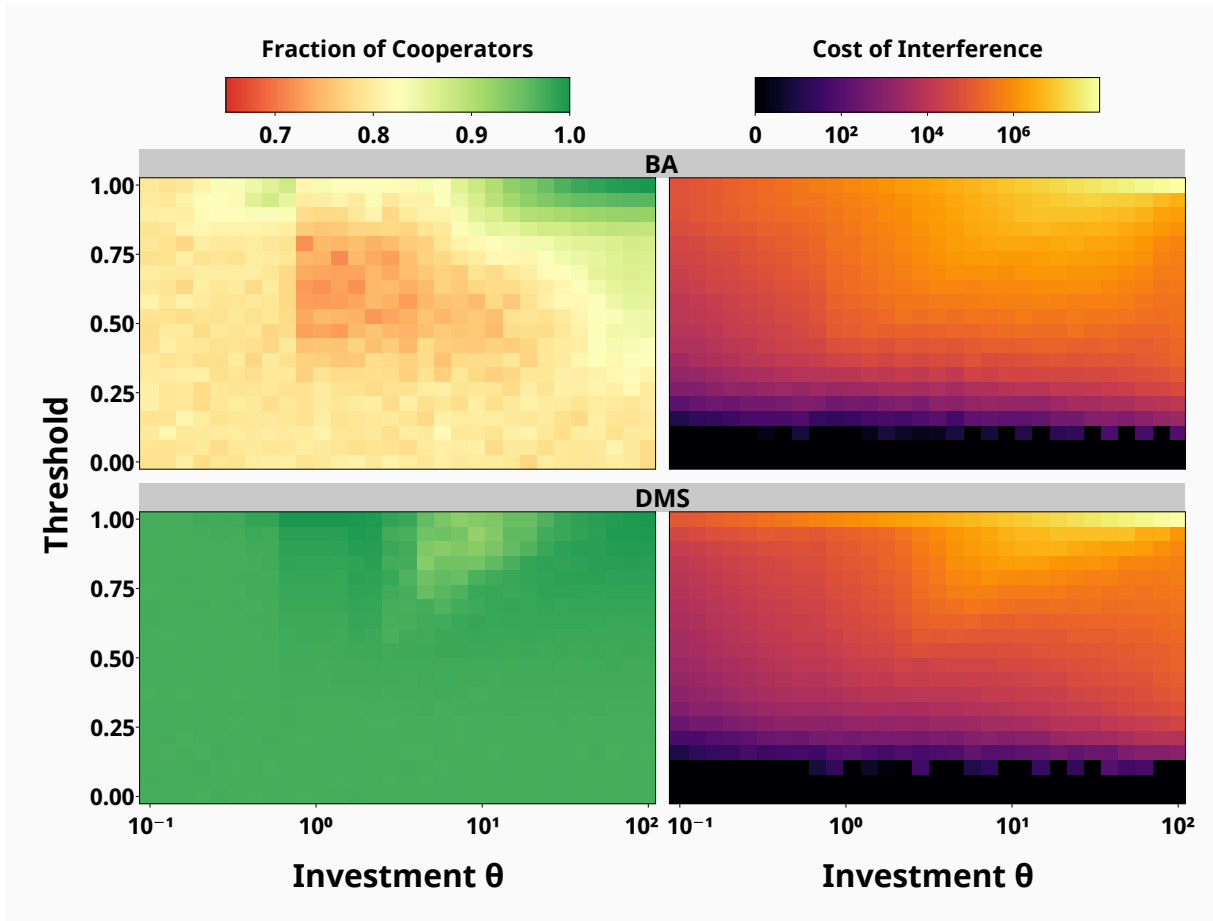 Fraction of Cooperators
0.7 0.8 0.9 1.0
Cost of Interference
0 10² 10⁴ 10⁶
BA
1.00
0.75
0.50
0.25
0.00
DMS
1.00
0.75
0.50
0.25
0.00
Threshold
10⁻¹ 10⁰ 10¹ 10²
10⁻¹ 10⁰ 10¹ 10²
Investment θ
Investment θ